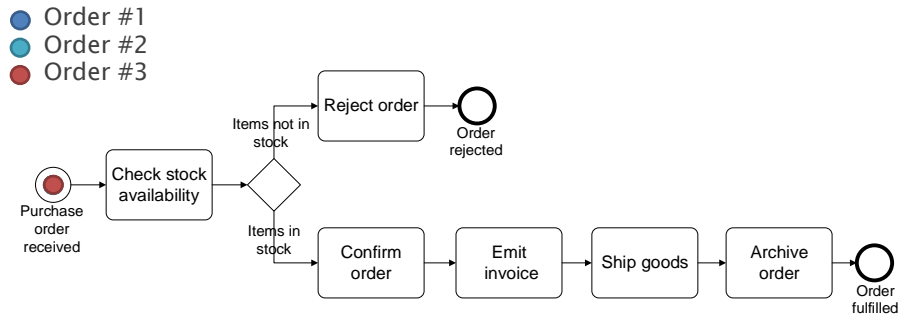 Order #1
Order #2
Order #3
Reject order
Items not in
stock
Order
rejected
Check stock
availability
Purchase
order
received
Items in
stock
Confirm
order
Emit
invoice
Ship goods
Archive
order
Order
fulfilled